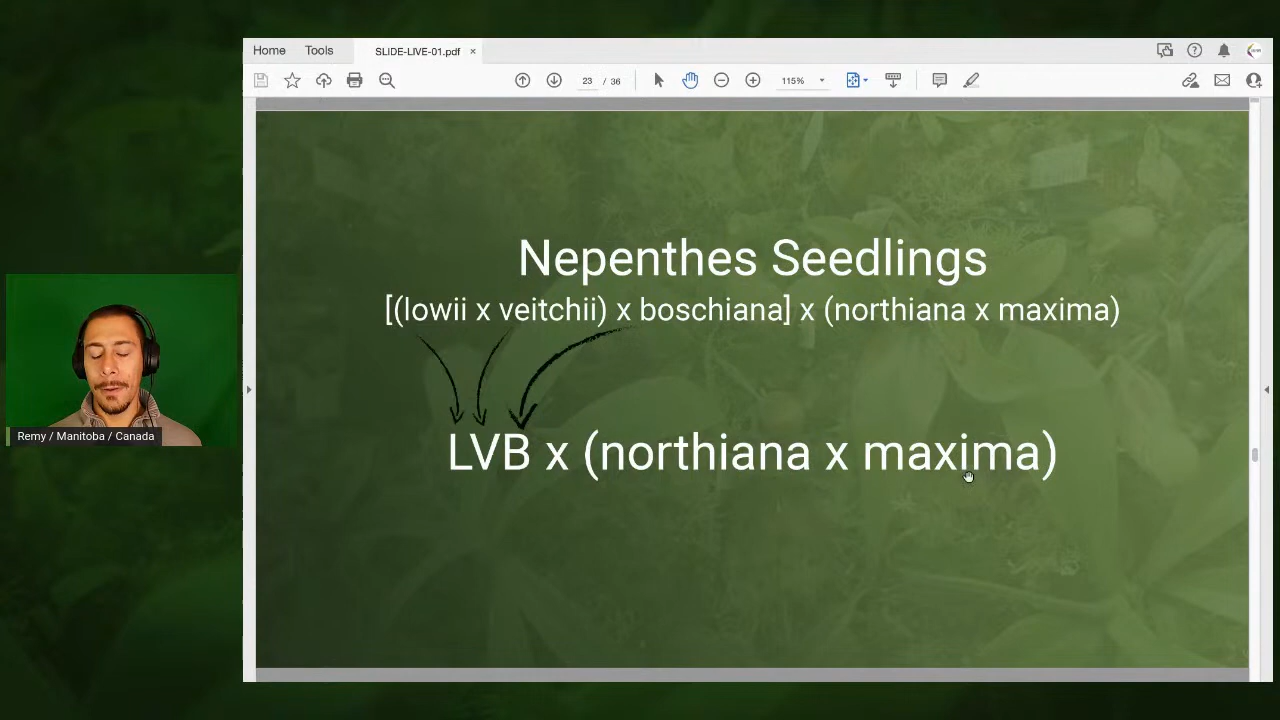 Home Tools SLIDE-LIVE-01.pdf ×
23 / 36 115%
Nepenthes Seedlings
[(lowii x veitchii) x boschiana] x (northiana x maxima)
LVB x (northiana x maxima)
Remy / Manitoba / Canada